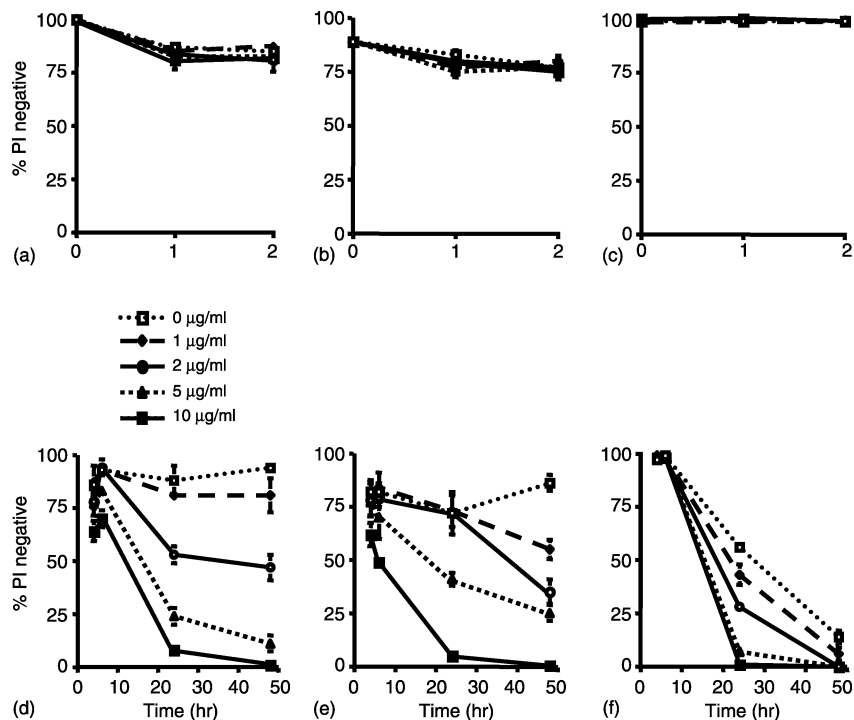 100 100 100
75 75 75
50 50 50
25 25 25
0 0 0
% PI negative
0 1 2 0 1 2 0 1 2
(a) (b) (c)
0 µg/ml
1 µg/ml
2 µg/ml
5 µg/ml
10 µg/ml
100 100 100
75 75 75
50 50 50
25 25 25
0 0 0
% PI negative
0 10 20 30 40 50 0 10 20 30 40 50 0 10 20 30 40 50
(d) Time (hr) (e) Time (hr) (f) Time (hr)